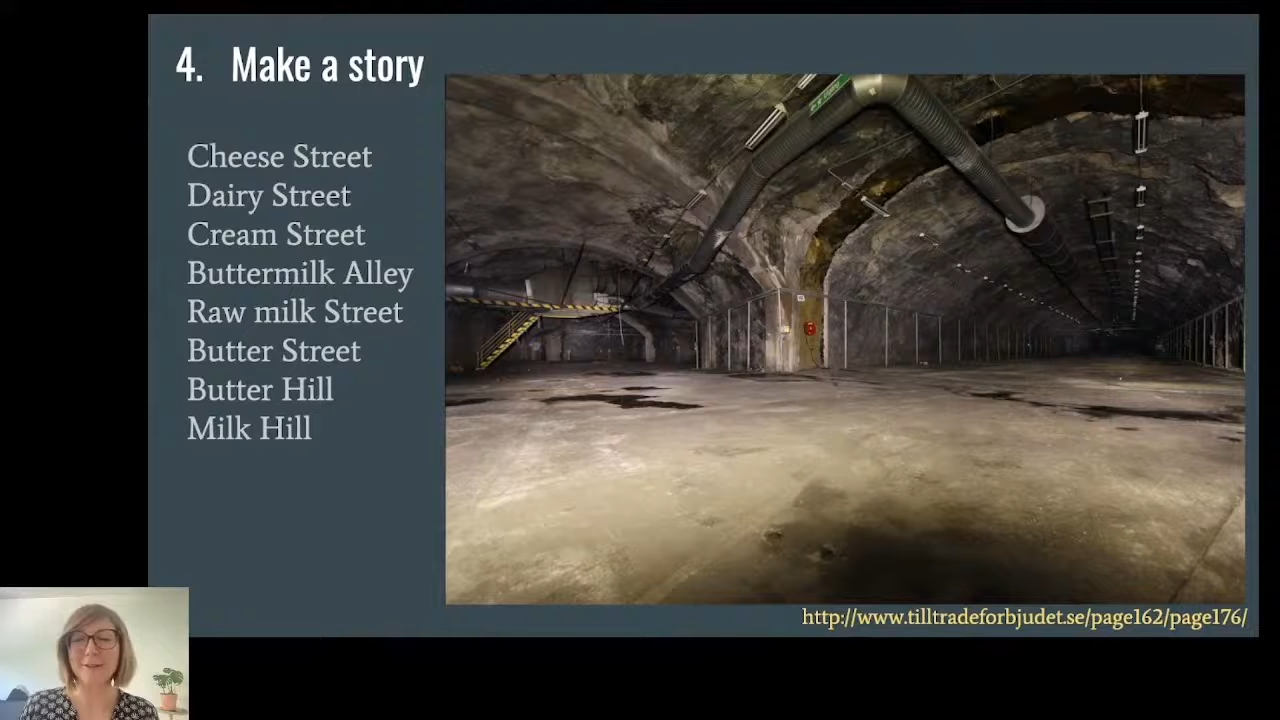 4. Make a story
Cheese Street
Dairy Street
Cream Street
Buttermilk Alley
Raw milk Street
Butter Street
Butter Hill
Milk Hill
http://www.tilltradeforbjudet.se/page162/page176/